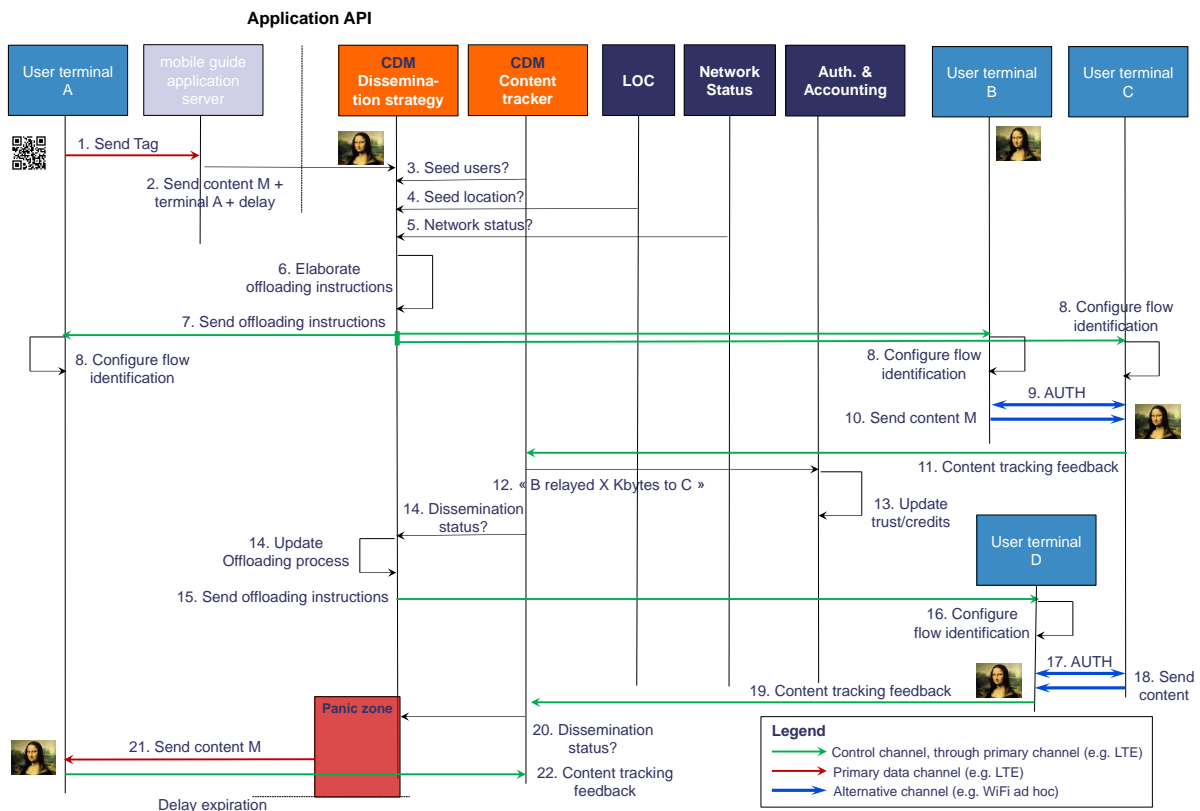 Application API
User terminal
A
mobile guide
application
server
CDM
Dissemina-
tion strategy
CDM
Content
tracker
LOC
Network
Status
Auth. &
Accounting
User terminal
B
User terminal
C
1. Send Tag
2. Send content M +
terminal A + delay
3. Seed users?
4. Seed location?
5. Network status?
6. Elaborate
offloading instructions
7. Send offloading instructions
8. Configure flow
identification
8. Configure flow
identification
8. Configure flow
identification
9. AUTH
10. Send content M
11. Content tracking feedback
12. « B relayed X Kbytes to C »
13. Update
trust/credits
14. Dissemination
status?
14. Update
Offloading process
User terminal
D
15. Send offloading instructions
16. Configure
flow identification
17. AUTH
18. Send
content
19. Content tracking feedback
Panic zone
20. Dissemination
status?
21. Send content M
22. Content tracking
feedback
Delay expiration
Legend
Control channel, through primary channel (e.g. LTE)
Primary data channel (e.g. LTE)
Alternative channel (e.g. WiFi ad hoc)